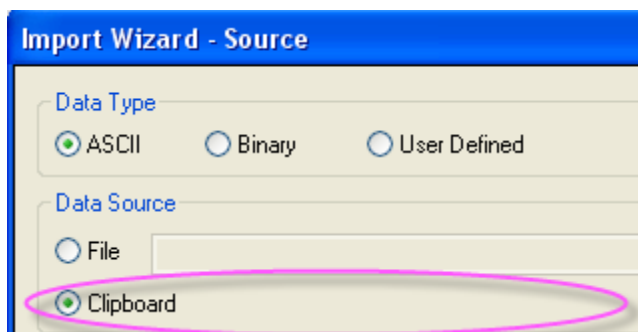 Import Wizard - Source
Data Type
ASCII Binary User Defined
Data Source
File
Clipboard